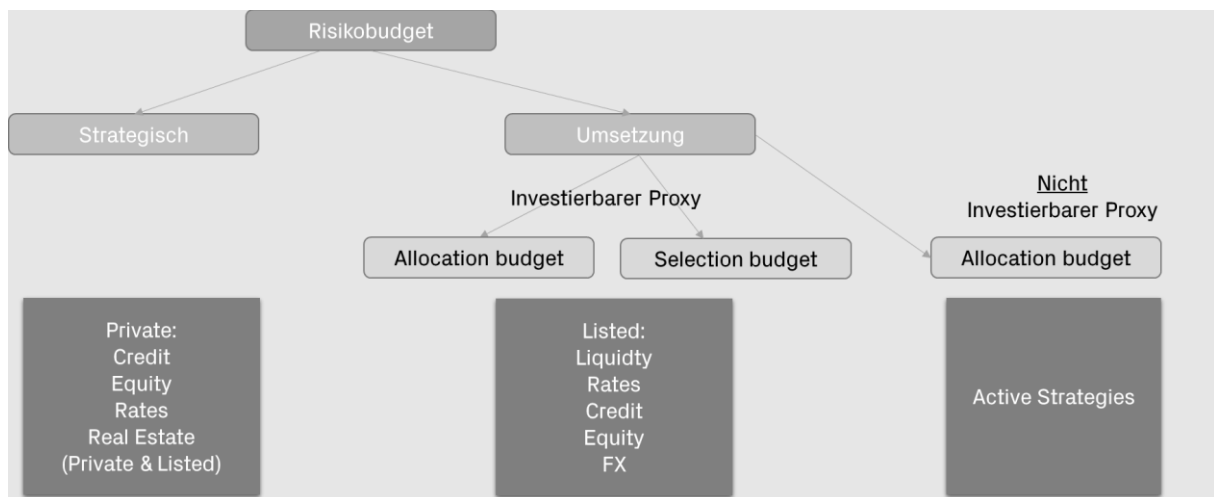 Risikobudget
Strategisch
Umsetzung
Investierbarer Proxy
Nicht
Investierbarer Proxy
Allocation budget
Selection budget
Allocation budget
Private:
Credit
Equity
Rates
Real Estate
(Private & Listed)
Listed:
Liquidty
Rates
Credit
Equity
FX
Active Strategies